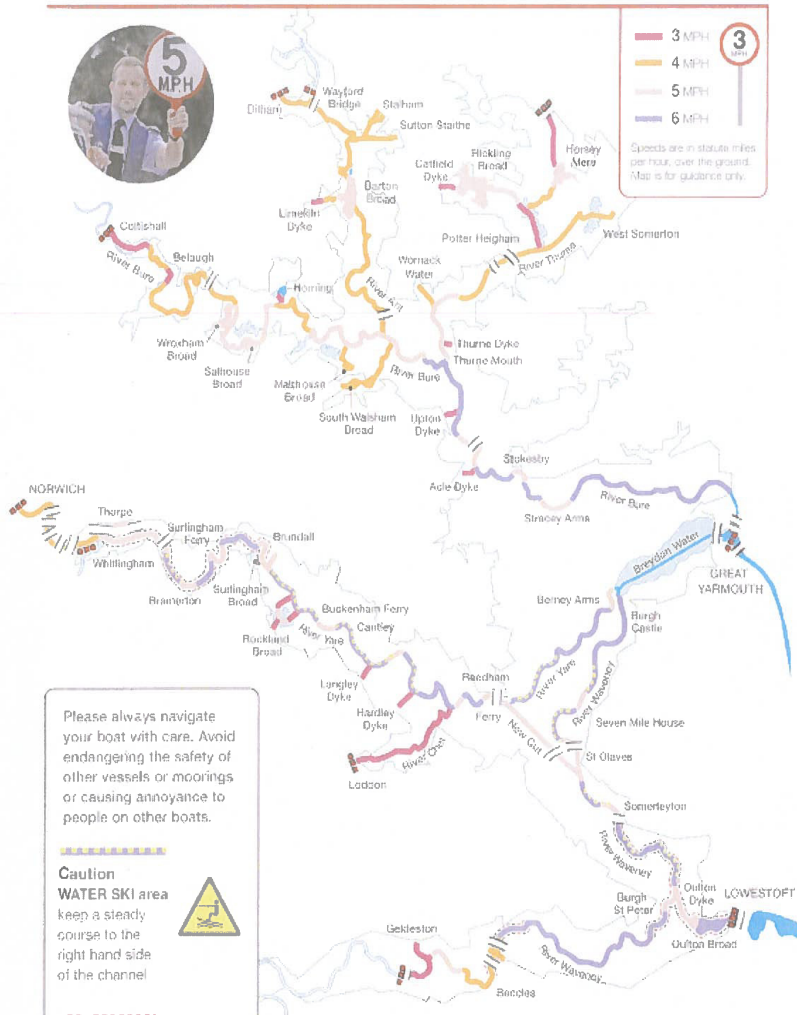 5
MPH
3 MPH
4 MPH
5 MPH
6 MPH
3
MPH
Speeds are in statute miles
per hour, over the ground.
Map is for guidance only.
Dilham
Wayford
Bridge
Stalham
Sutton Staithe
Catfield
Dyke
Hickling
Broad
Horsey
Mere
Barton
Broad
Limekiln
Dyke
Coltishall
River Bure
Belaugh
Potter Heigham
West Somerton
River Thurne
Womack
Water
Horning
River Ant
Wroxham
Broad
Salhouse
Broad
Thurne Dyke
Thurne Mouth
Malthouse
Broad
River Bure
South Walsham
Broad
Upton
Dyke
Stokesby
Acle Dyke
River Bure
Stracey Arms
NORWICH
Thorpe
Surlingham
Ferry
Brundall
Whitlingham
Breydon Water
GREAT
YARMOUTH
Bramerton
Surlingham
Broad
Berney Arms
Burgh
Castle
Buckenham Ferry
Cantley
River Yare
Rockland
Broad
Reedham
Ferry
River Yare
River Waveney
Langley
Dyke
Hardley
Dyke
New Cut
Seven Mile House
St Olaves
River Chet
Loddon
Somerleyton
River Waveney
Oulton
Dyke
LOWESTOFT
Burgh
St Peter
Oulton Broad
Geldeston
River Waveney
Beccles
Please always navigate
your boat with care. Avoid
endangering the safety of
other vessels or moorings
or causing annoyance to
people on other boats.
Caution
WATER SKI area
keep a steady
course to the
right hand side
of the channel